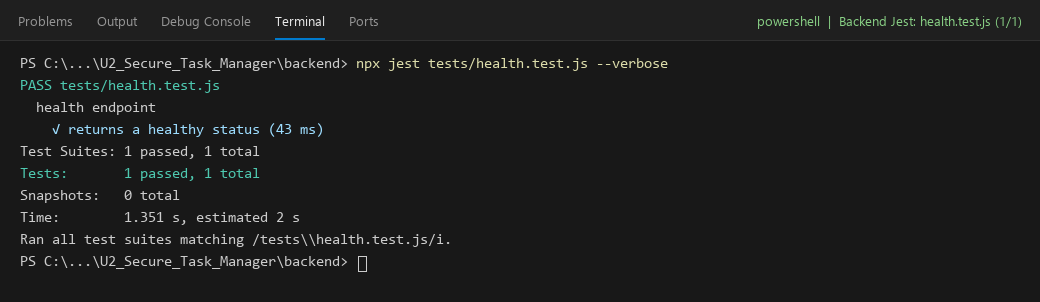 Problems Output Debug Console Terminal Ports powershell | Backend Jest: health.test.js (1/1)
PS C:\...\U2_Secure_Task_Manager\backend> npx jest tests/health.test.js --verbose
PASS tests/health.test.js
health endpoint
√ returns a healthy status (43 ms)
Test Suites: 1 passed, 1 total
Tests: 1 passed, 1 total
Snapshots: 0 total
Time: 1.351 s, estimated 2 s
Ran all test suites matching /tests\\health.test.js/i.
PS C:\...\U2_Secure_Task_Manager\backend>